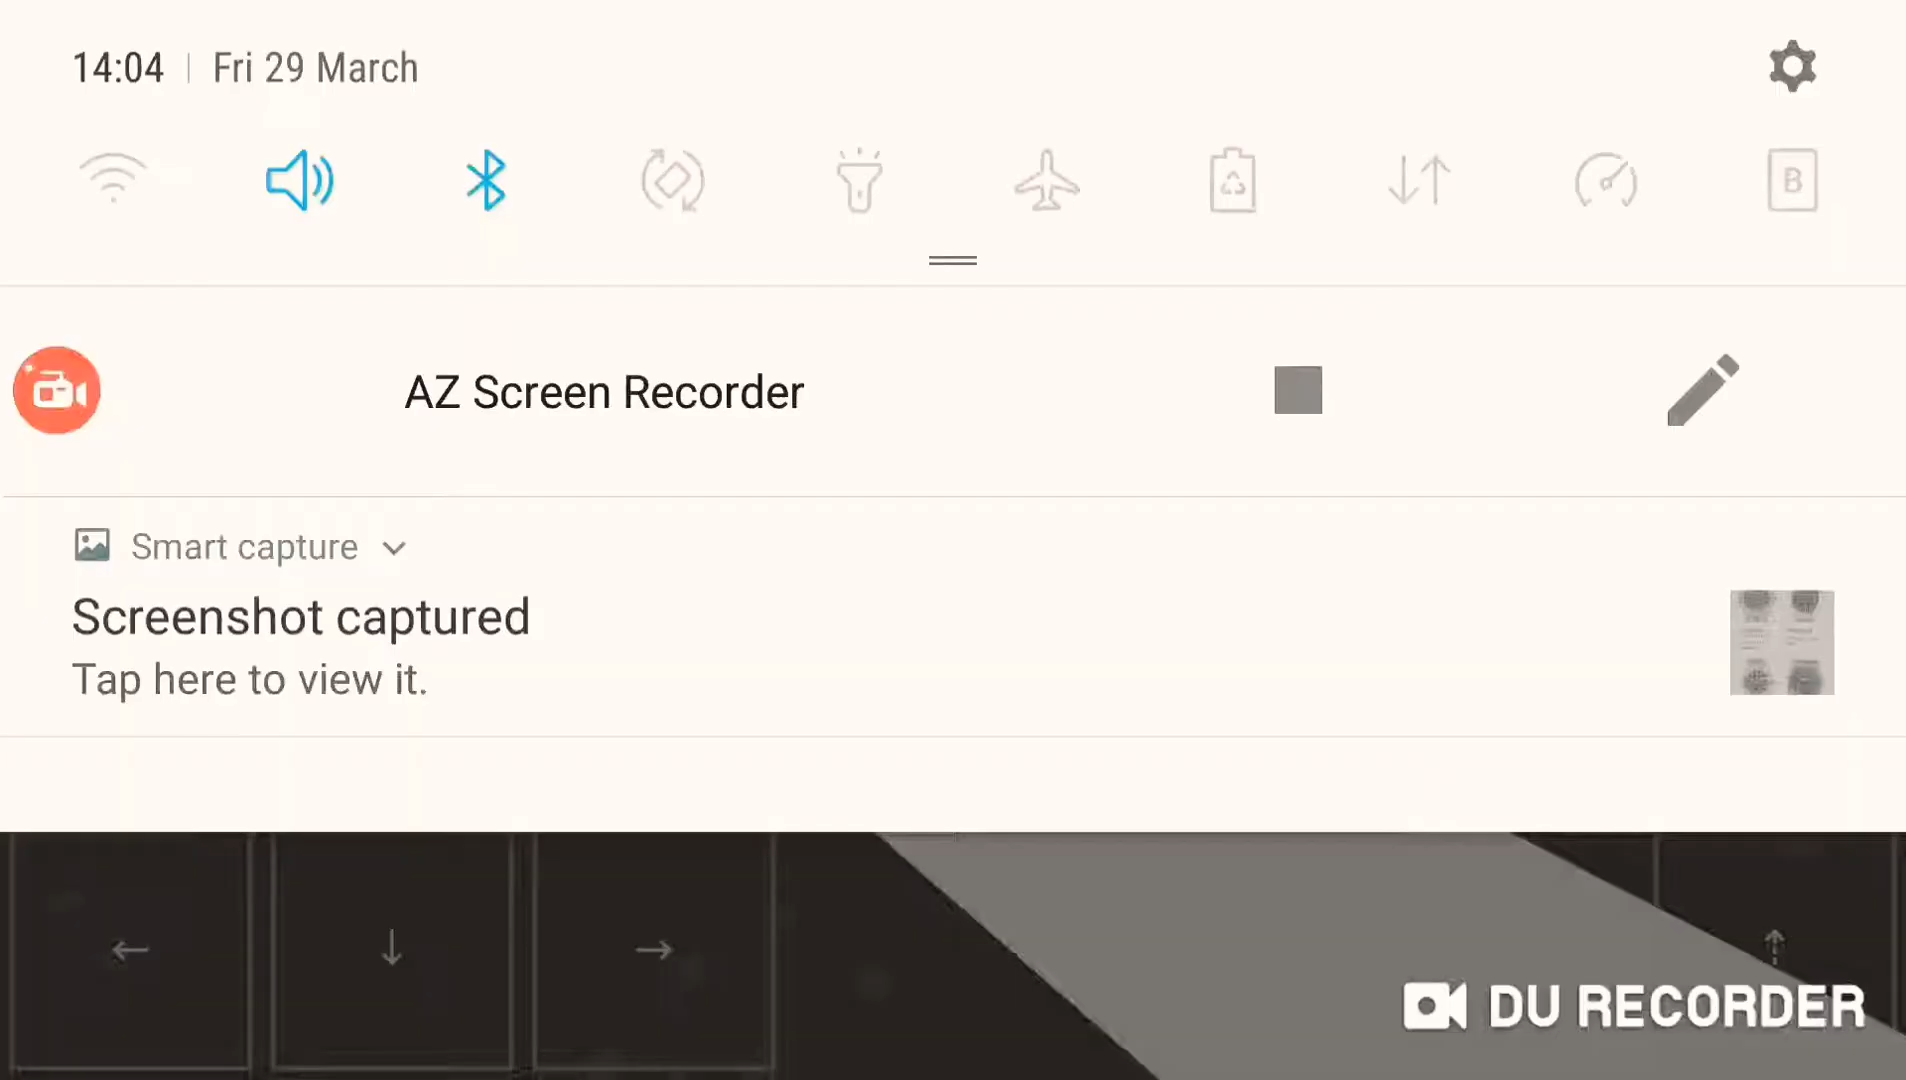 14:04 | Fri 29 March
B
AZ Screen Recorder
Smart capture
Screenshot captured
Tap here to view it.
DU RECORDER